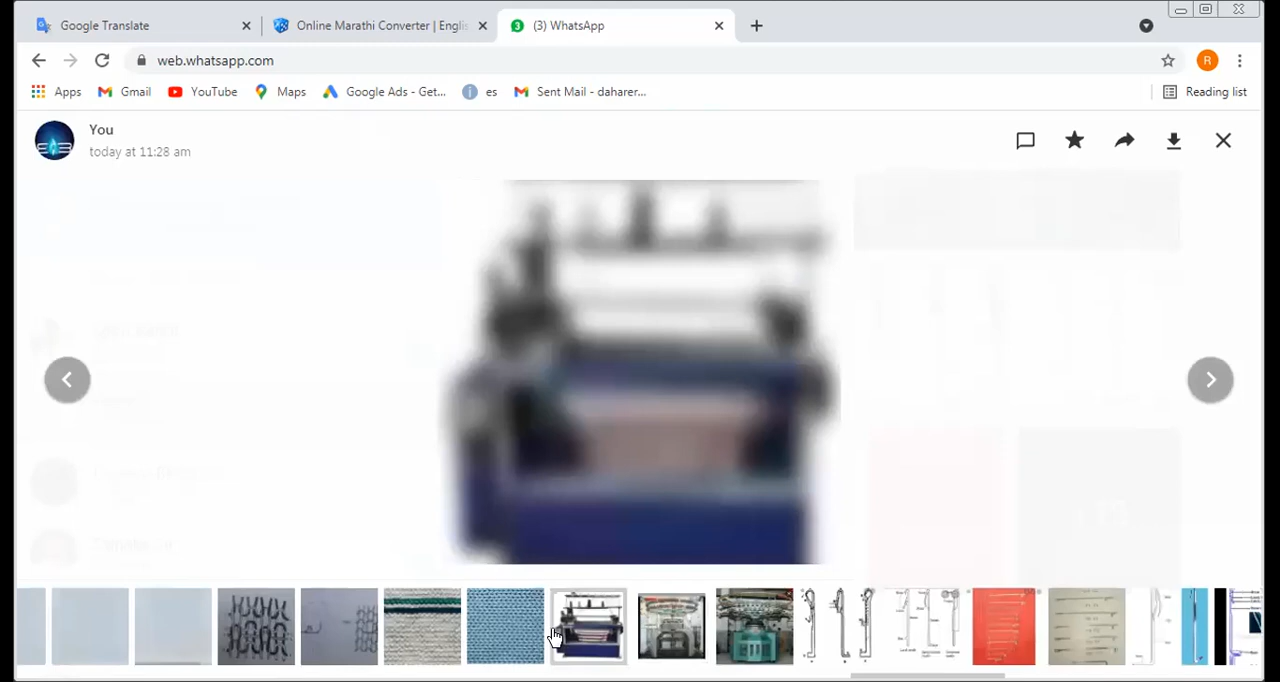 Google Translate
Online Marathi Converter | Englis
(3) WhatsApp
web.whatsapp.com
R
Apps
Gmail
YouTube
Maps
Google Ads - Get...
es
Sent Mail - daharer...
Reading list
You
today at 11:28 am